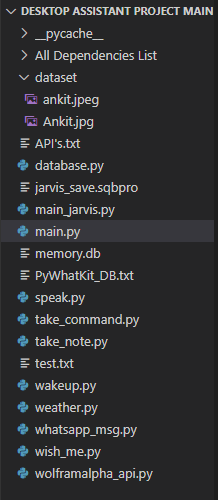 DESKTOP ASSISTANT PROJECT MAIN
__pycache__
All Dependencies List
dataset
ankit.jpeg
Ankit.jpg
API's.txt
database.py
jarvis_save.sqbpro
main_jarvis.py
main.py
memory.db
PyWhatKit_DB.txt
speak.py
take_command.py
take_note.py
test.txt
wakeup.py
weather.py
whatsapp_msg.py
wish_me.py
wolframalpha_api.py